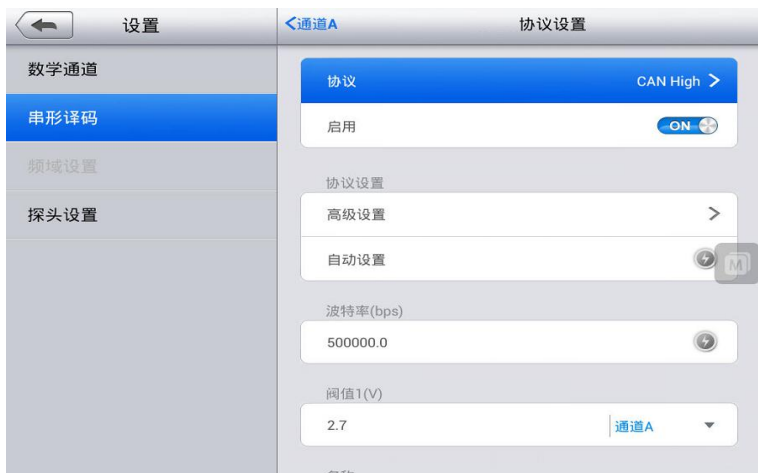 设置
数学通道
串形译码
频域设置
探头设置
通道A
协议设置
协议 CAN High
启用 ON
协议设置
高级设置
自动设置
M
波特率(bps)
500000.0
阀值1(V)
2.7 通道A